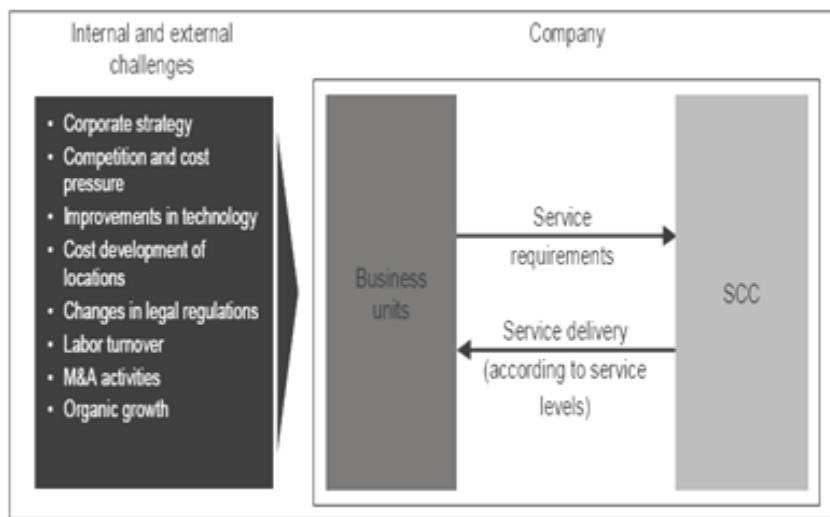 Internal and external
challenges
Company
• Corporate strategy
• Competition and cost
pressure
• Improvements in technology
• Cost development of
locations
• Changes in legal regulations
• Labor turnover
• M&A activities
• Organic growth
Business
units
Service
requirements
Service delivery
(according to service
levels)
SCC